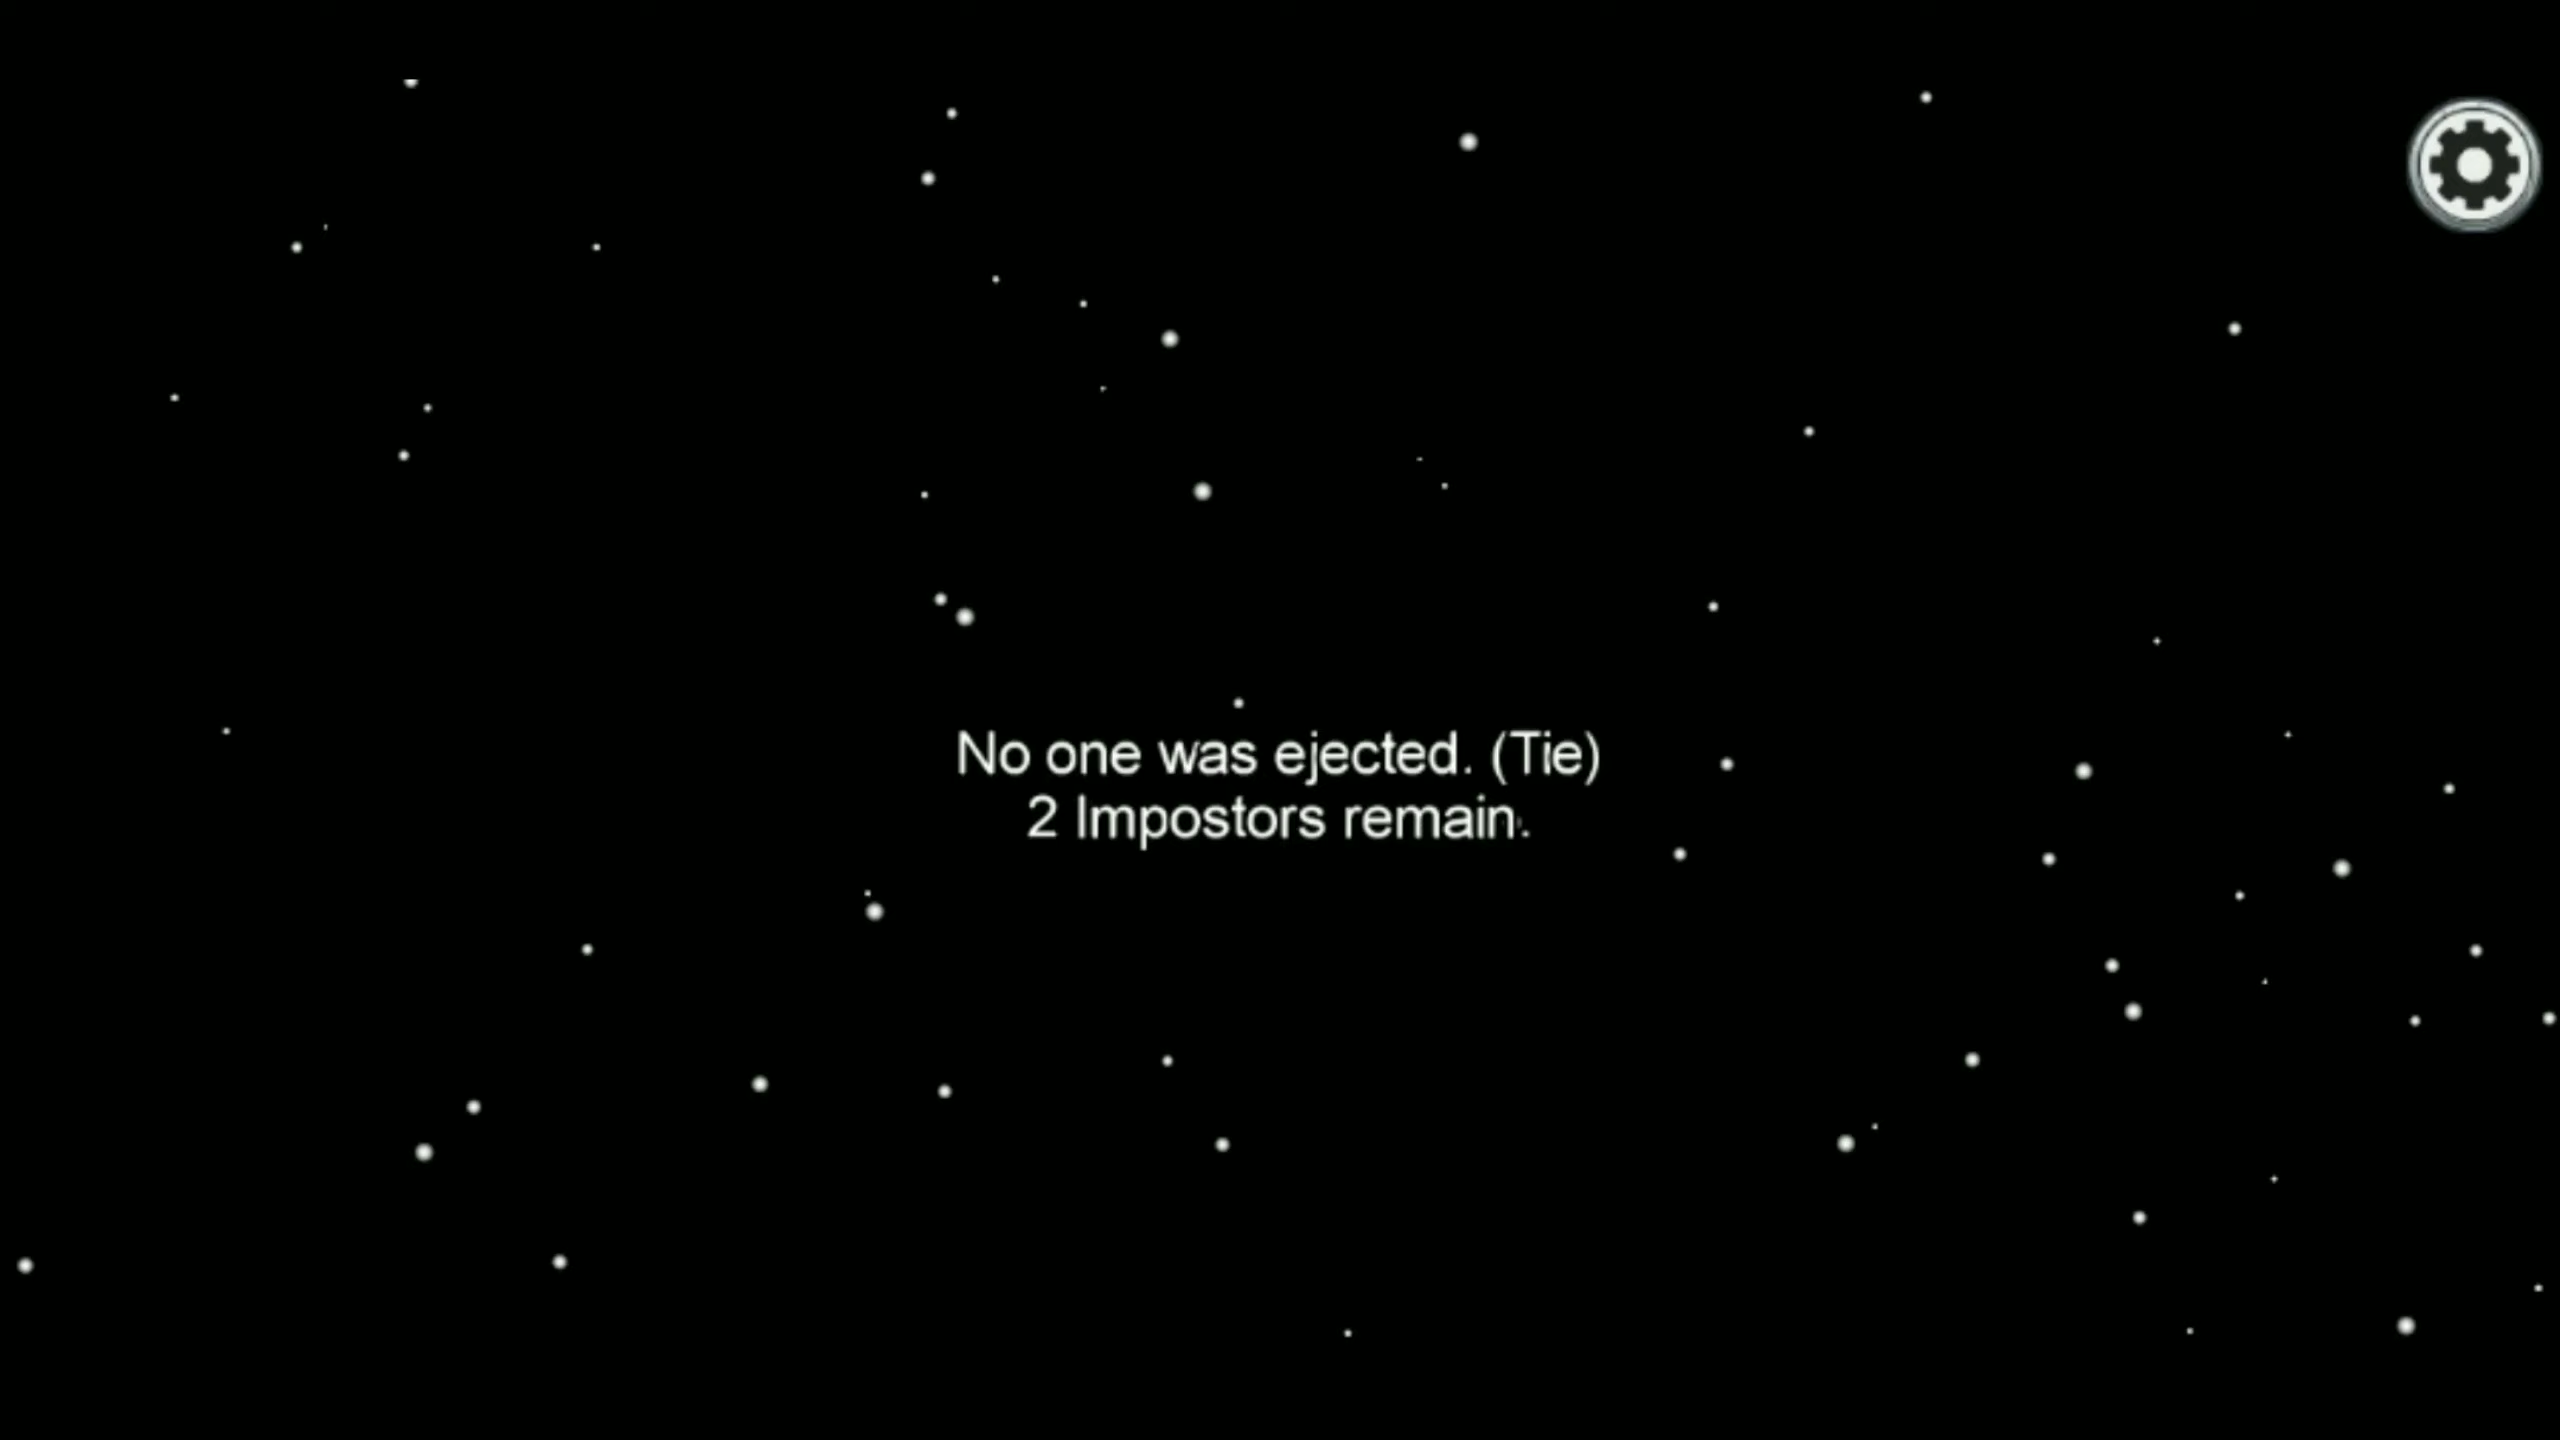 No one was ejected. (Tie)
2 Impostors remain.